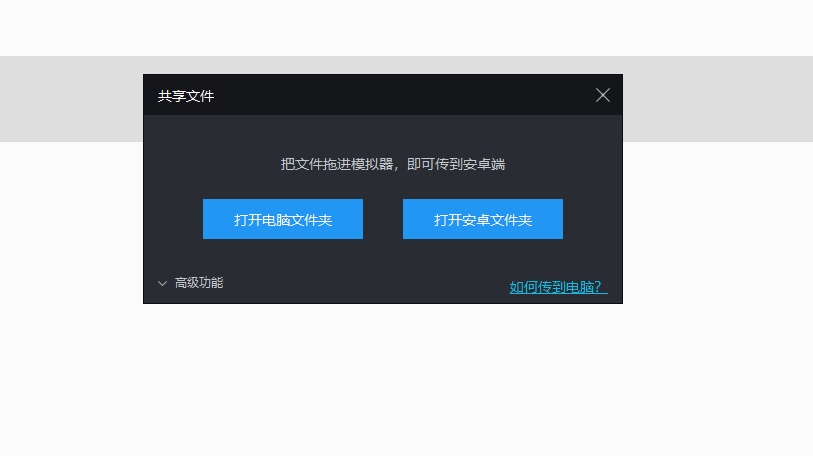 共享文件
把文件拖进模拟器，即可传到安卓端
打开电脑文件夹
打开安卓文件夹
高级功能
如何传到电脑？